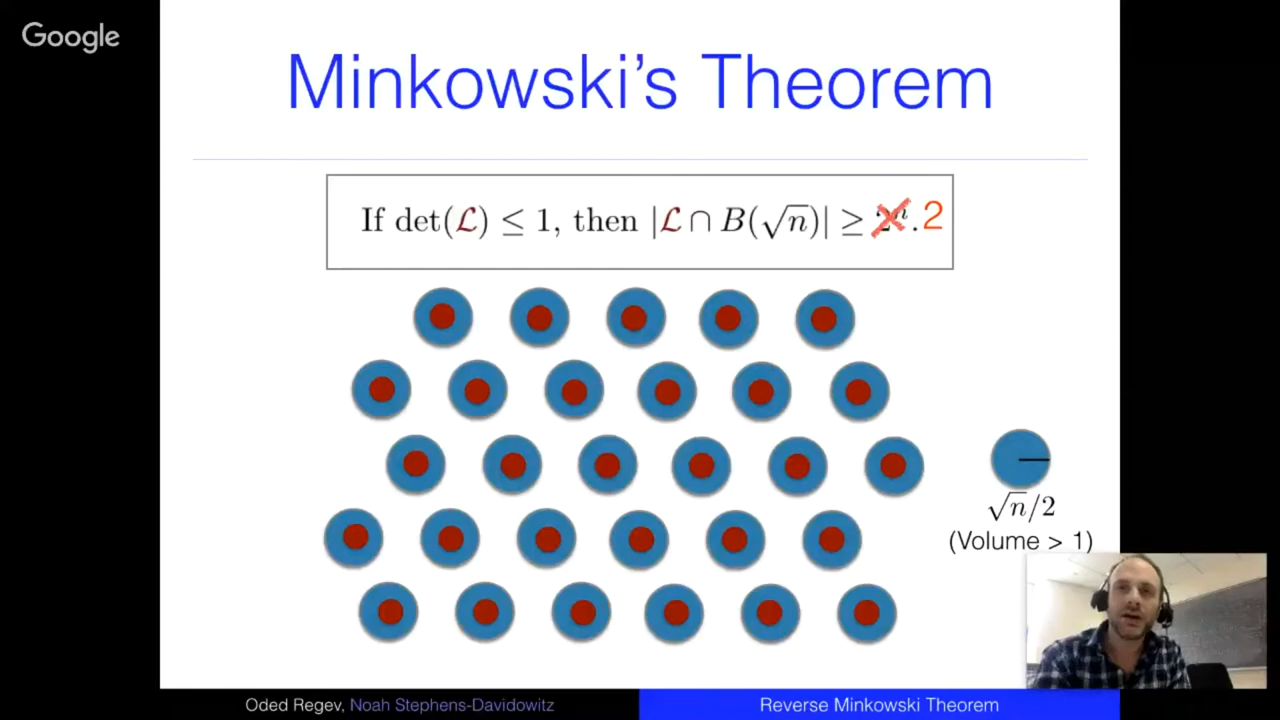 Google
Minkowski's Theorem
If det(ℒ) ≤ 1, then |ℒ ∩ B(√n)| ≥ 2ⁿ. 2
√n/2
(Volume > 1)
Oded Regev, Noah Stephens-Davidowitz
Reverse Minkowski Theorem